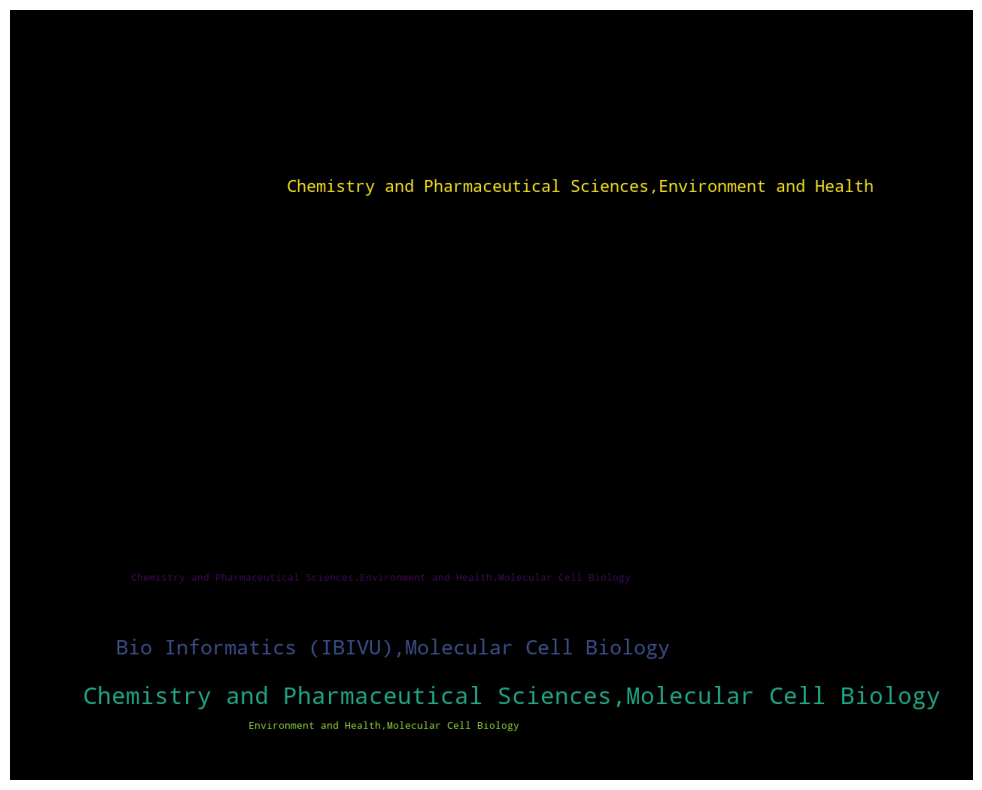 Chemistry and Pharmaceutical Sciences,Environment and Health
Chemistry and Pharmaceutical Sciences,Environment and Health,Molecular Cell Biology
Bio Informatics (IBIVU),Molecular Cell Biology
Chemistry and Pharmaceutical Sciences,Molecular Cell Biology
Environment and Health,Molecular Cell Biology